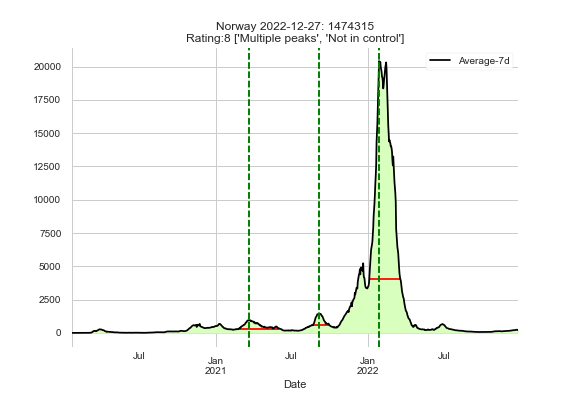 Norway 2022-12-27: 1474315
Rating:8 ['Multiple peaks', 'Not in control']
Average-7d
20000
17500
15000
12500
10000
7500
5000
2500
0
Jul
Jan
2021
Jul
Jan
2022
Jul
Date